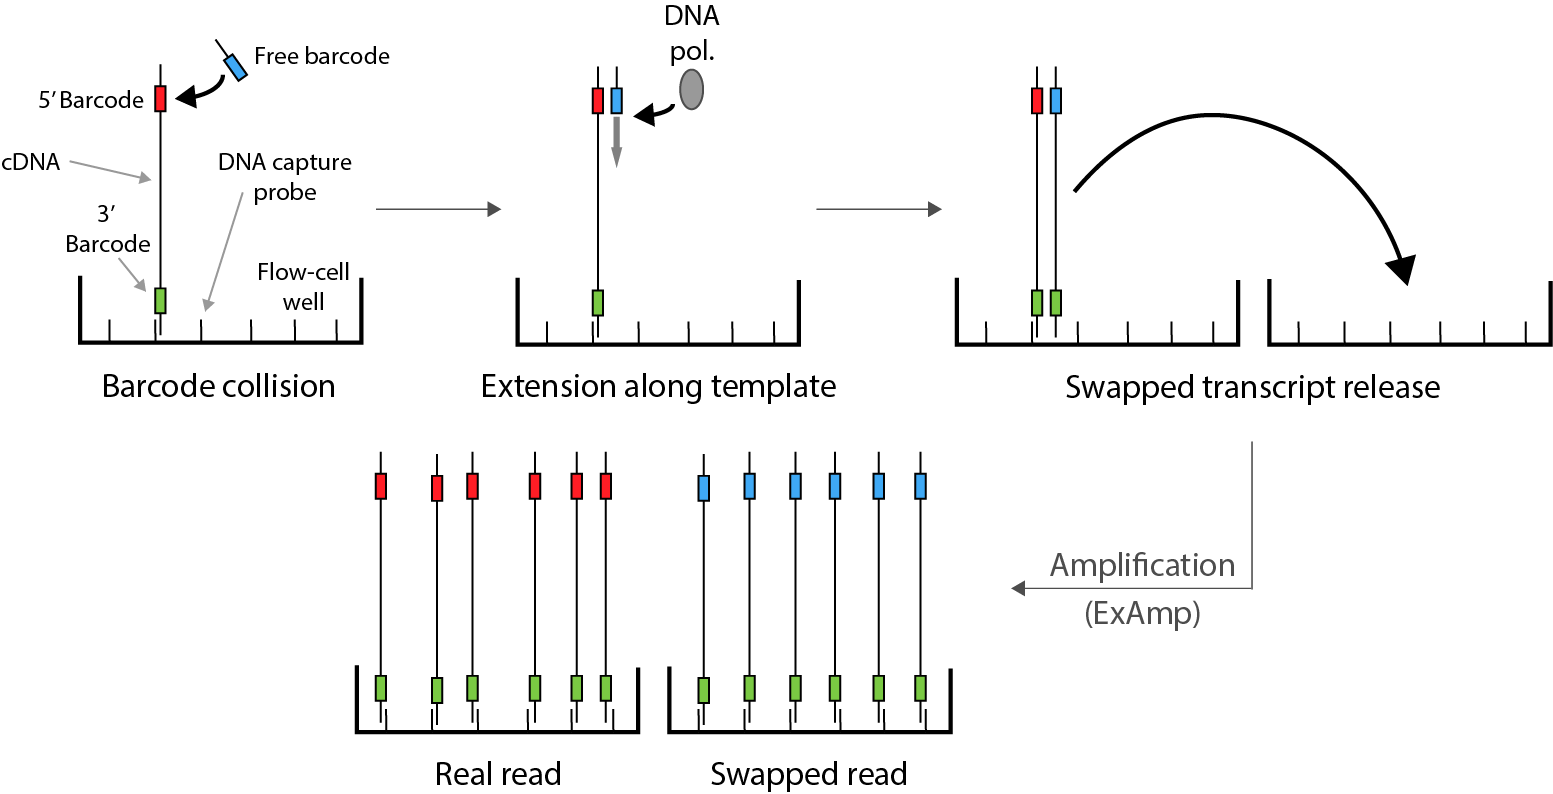 DNA
pol.
Free barcode
5’ Barcode
cDNA
DNA capture
probe
3’
Barcode
Flow-cell
well
Barcode collision
Extension along template
Swapped transcript release
Amplification
(ExAmp)
Real read
Swapped read